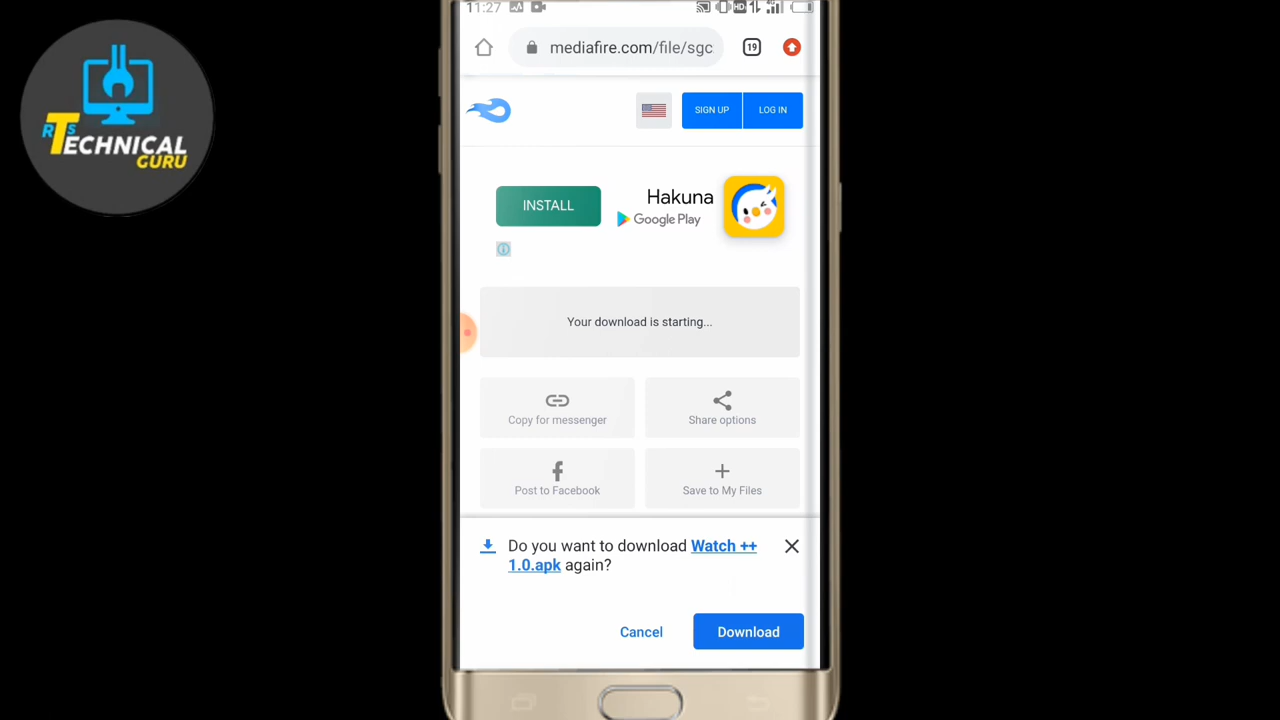 11:27
HD
mediafire.com/file/sgc
19
RTS
TECHNICAL
GURU
SIGN UP
LOG IN
INSTALL
Hakuna
Google Play
Your download is starting...
Copy for messenger
Share options
Post to Facebook
Save to My Files
Do you want to download Watch ++
1.0.apk again?
Cancel
Download